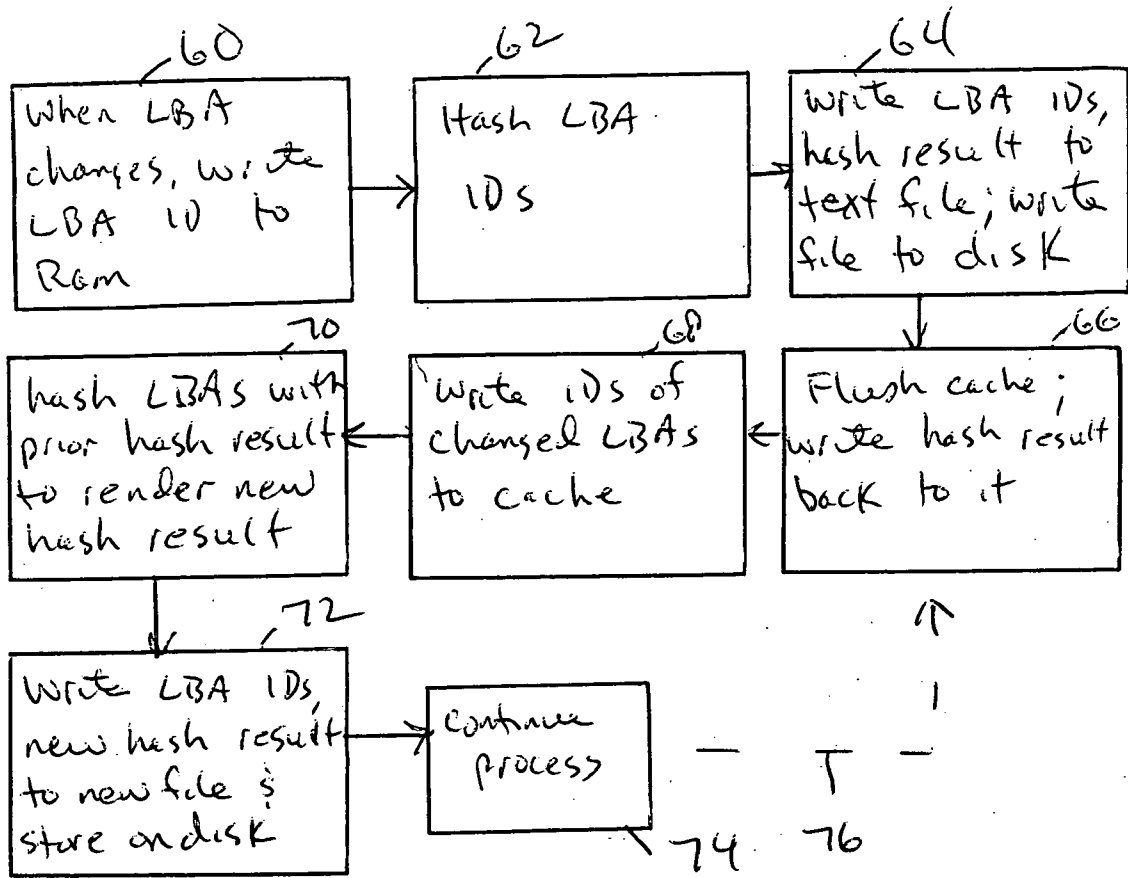 60
When LBA
changes, write
LBA ID to
Ram
62
Hash LBA
IDs
64
write LBA IDs,
hash result to
text file; write
file to disk
66
Flush cache;
write hash result
back to it
68
write IDs of
changed LBAs
to cache
70
hash LBAs with
prior hash result
to render new
hash result
72
Write LBA IDs,
new hash result
to new file &
store on disk
continue
process
74
76